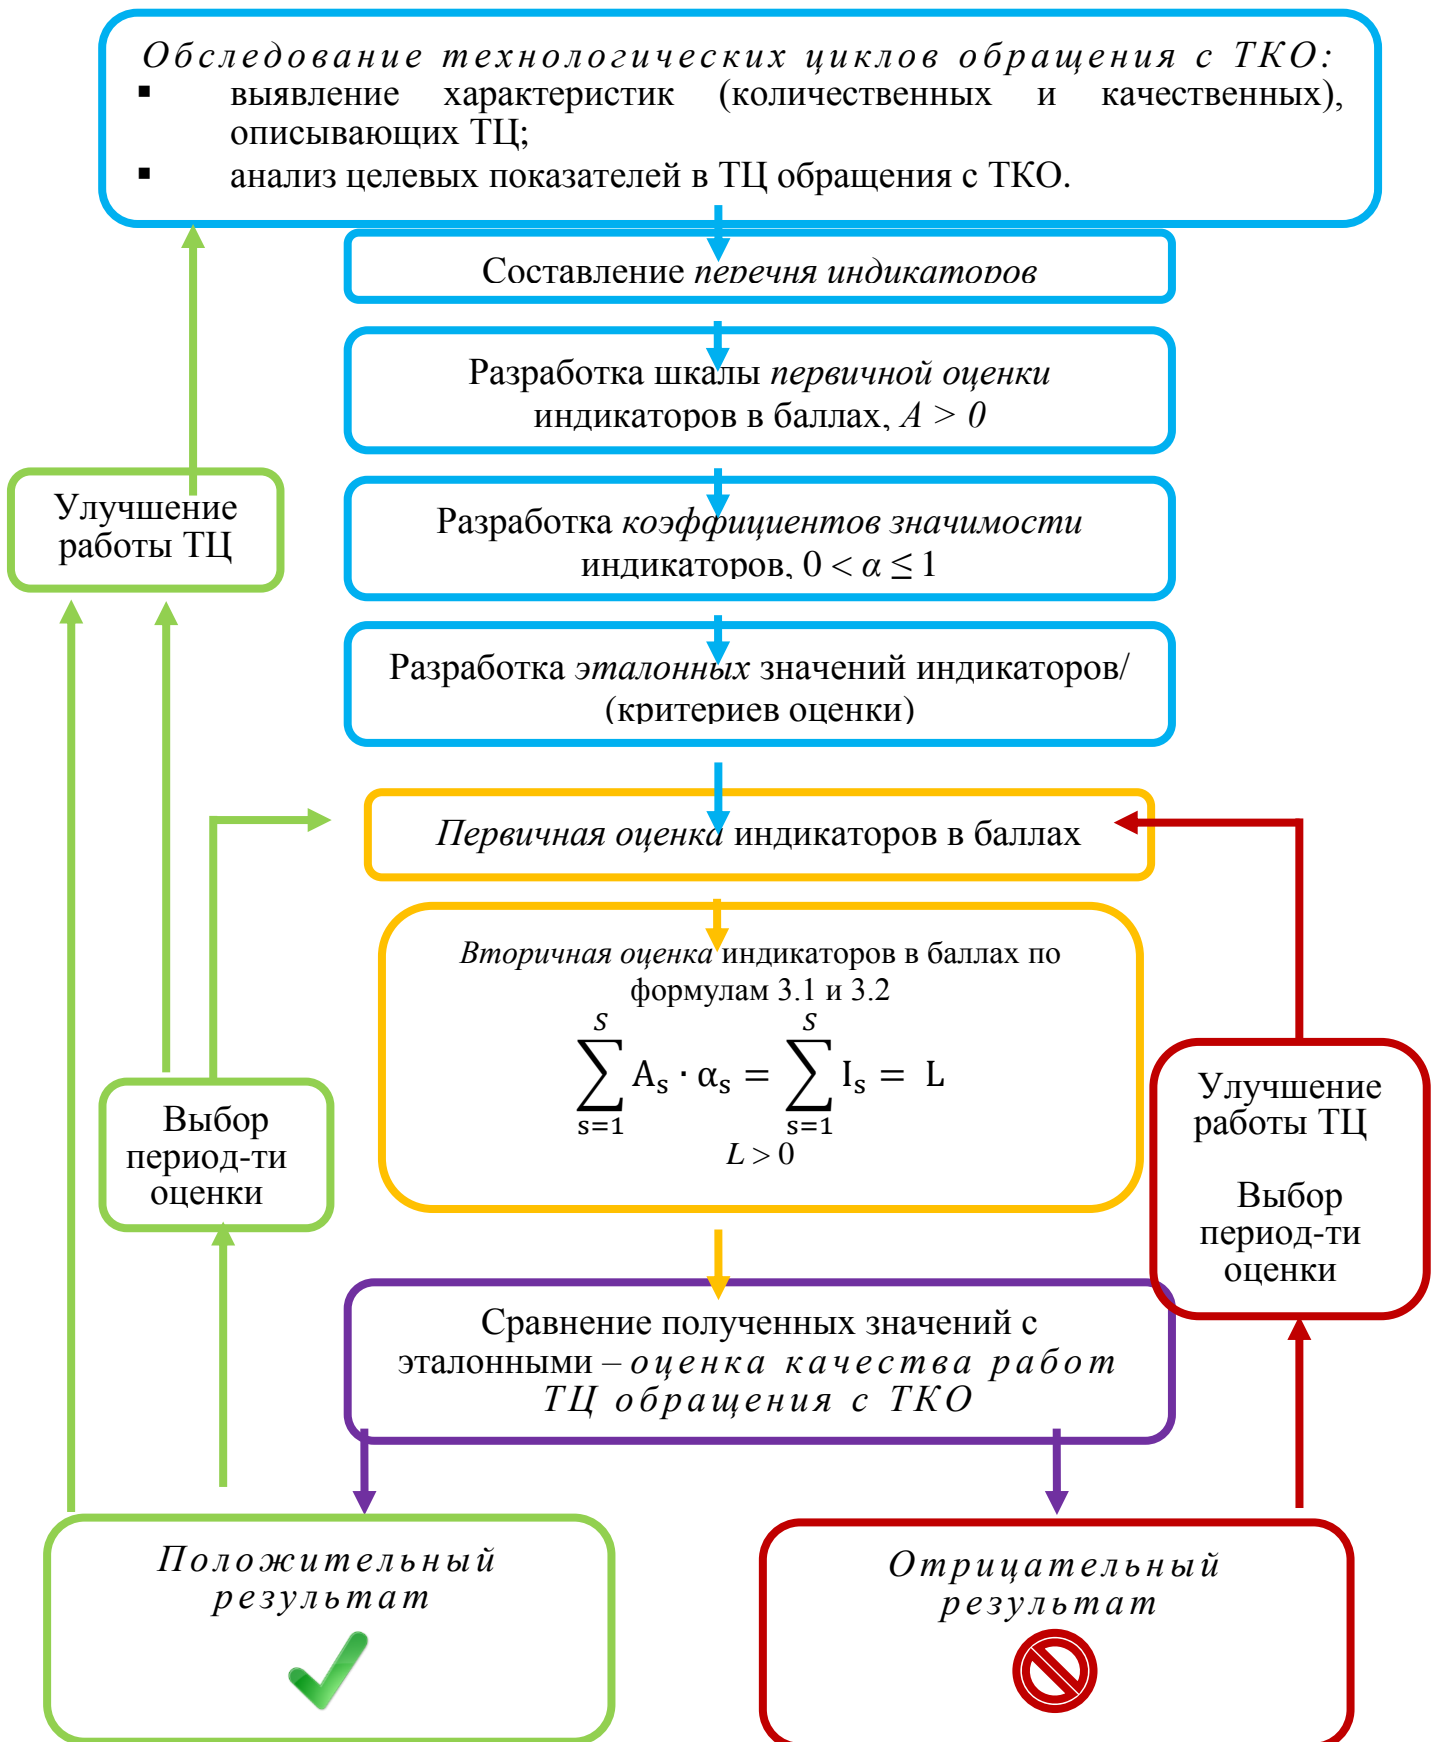 Обследование технологических циклов обращения с ТКО:
▪ выявление характеристик (количественных и качественных),
описывающих ТЦ;
▪ анализ целевых показателей в ТЦ обращения с ТКО.
Составление перечня индикаторов
Разработка шкалы первичной оценки
индикаторов в баллах, A > 0
Улучшение
работы ТЦ
Разработка коэффициентов значимости
индикаторов, 0 < α ≤ 1
Разработка эталонных значений индикаторов/
(критериев оценки)
Первичная оценка индикаторов в баллах
Вторичная оценка индикаторов в баллах по
формулам 3.1 и 3.2
S S
∑ A_s · α_s = ∑ I_s = L
s=1 s=1
L > 0
Выбор
период-ти
оценки
Улучшение
работы ТЦ
Выбор
период-ти
оценки
Сравнение полученных значений с
эталонными – оценка качества работ
ТЦ обращения с ТКО
Положительный
результат
Отрицательный
результат